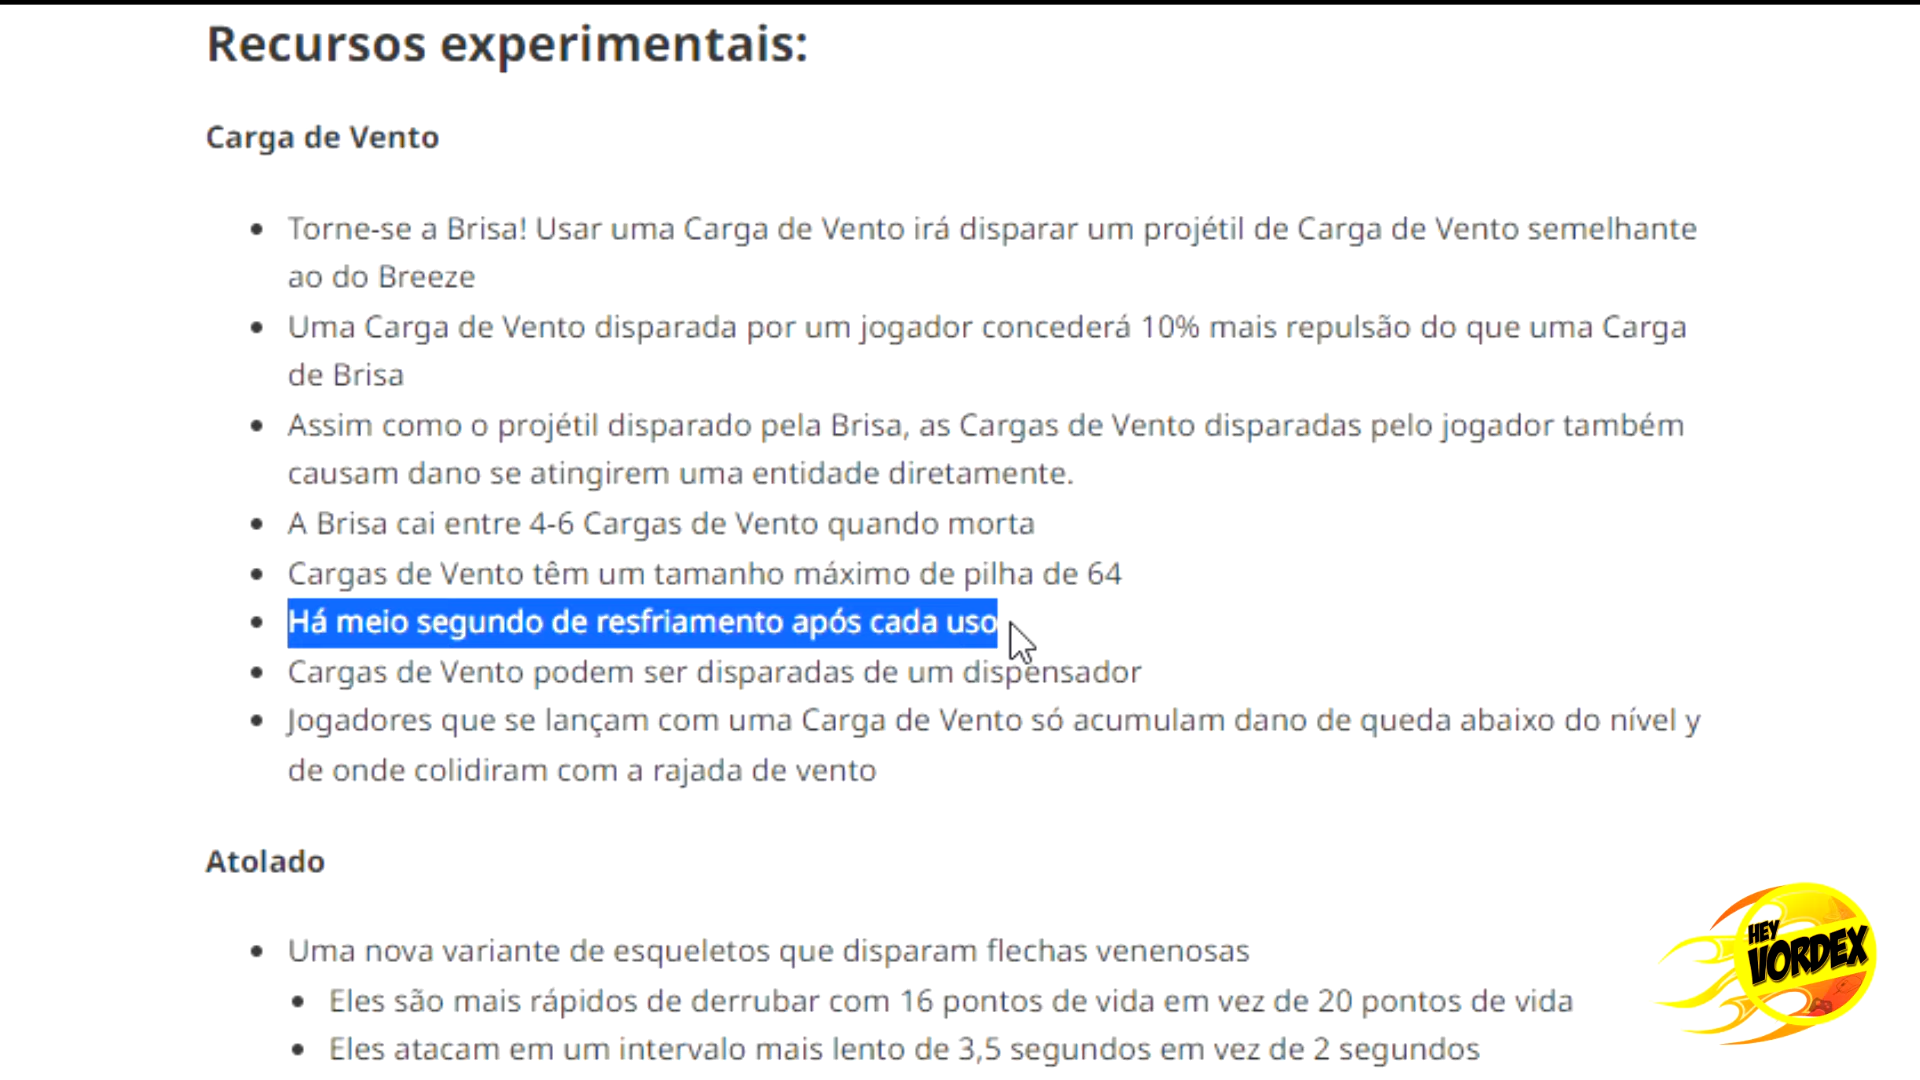 Recursos experimentais:
Carga de Vento
Torne-se a Brisa! Usar uma Carga de Vento irá disparar um projétil de Carga de Vento semelhante
ao do Breeze
Uma Carga de Vento disparada por um jogador concederá 10% mais repulsão do que uma Carga
de Brisa
Assim como o projétil disparado pela Brisa, as Cargas de Vento disparadas pelo jogador também
causam dano se atingirem uma entidade diretamente.
A Brisa cai entre 4-6 Cargas de Vento quando morta
Cargas de Vento têm um tamanho máximo de pilha de 64
Há meio segundo de resfriamento após cada uso
Cargas de Vento podem ser disparadas de um dispensador
Jogadores que se lançam com uma Carga de Vento só acumulam dano de queda abaixo do nível y
de onde colidiram com a rajada de vento
Atolado
Uma nova variante de esqueletos que disparam flechas venenosas
Eles são mais rápidos de derrubar com 16 pontos de vida em vez de 20 pontos de vida
Eles atacam em um intervalo mais lento de 3,5 segundos em vez de 2 segundos
HEY
VORDEX